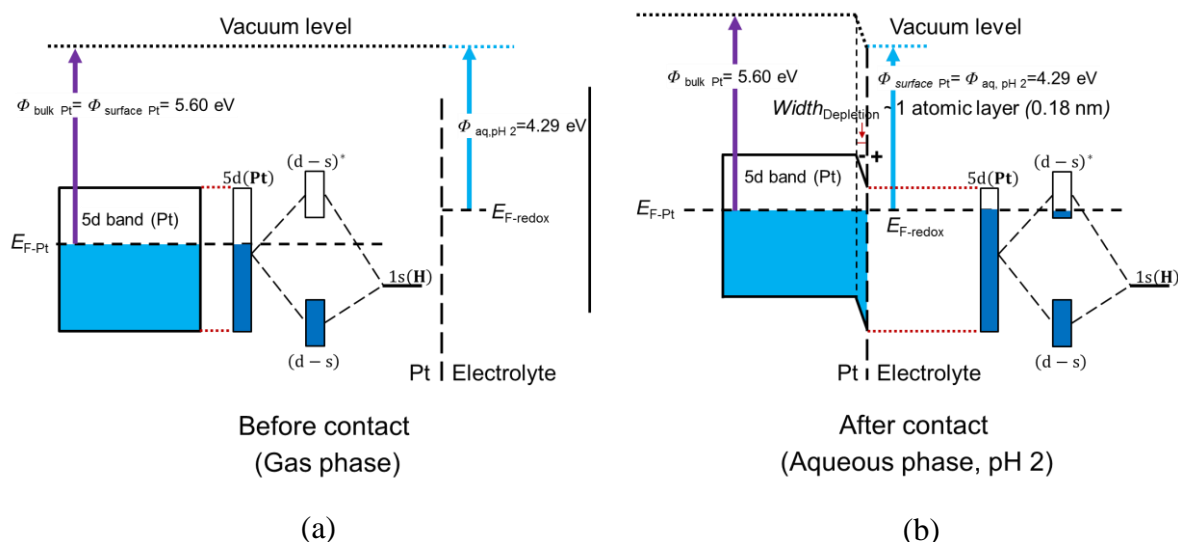 Vacuum level
Φ bulk Pt= Φ surface Pt= 5.60 eV
Φ aq,pH 2=4.29 eV
(d − s)*
5d(Pt)
5d band (Pt)
E F-Pt
E F-redox
1s(H)
(d − s)
Pt Electrolyte
Before contact
(Gas phase)
(a)
Vacuum level
Φ bulk Pt= 5.60 eV
Φ surface Pt= Φ aq, pH 2=4.29 eV
Width Depletion ~1 atomic layer (0.18 nm)
- +
(d − s)*
5d(Pt)
5d band (Pt)
E F-Pt
E F-redox
1s(H)
(d − s)
Pt Electrolyte
After contact
(Aqueous phase, pH 2)
(b)